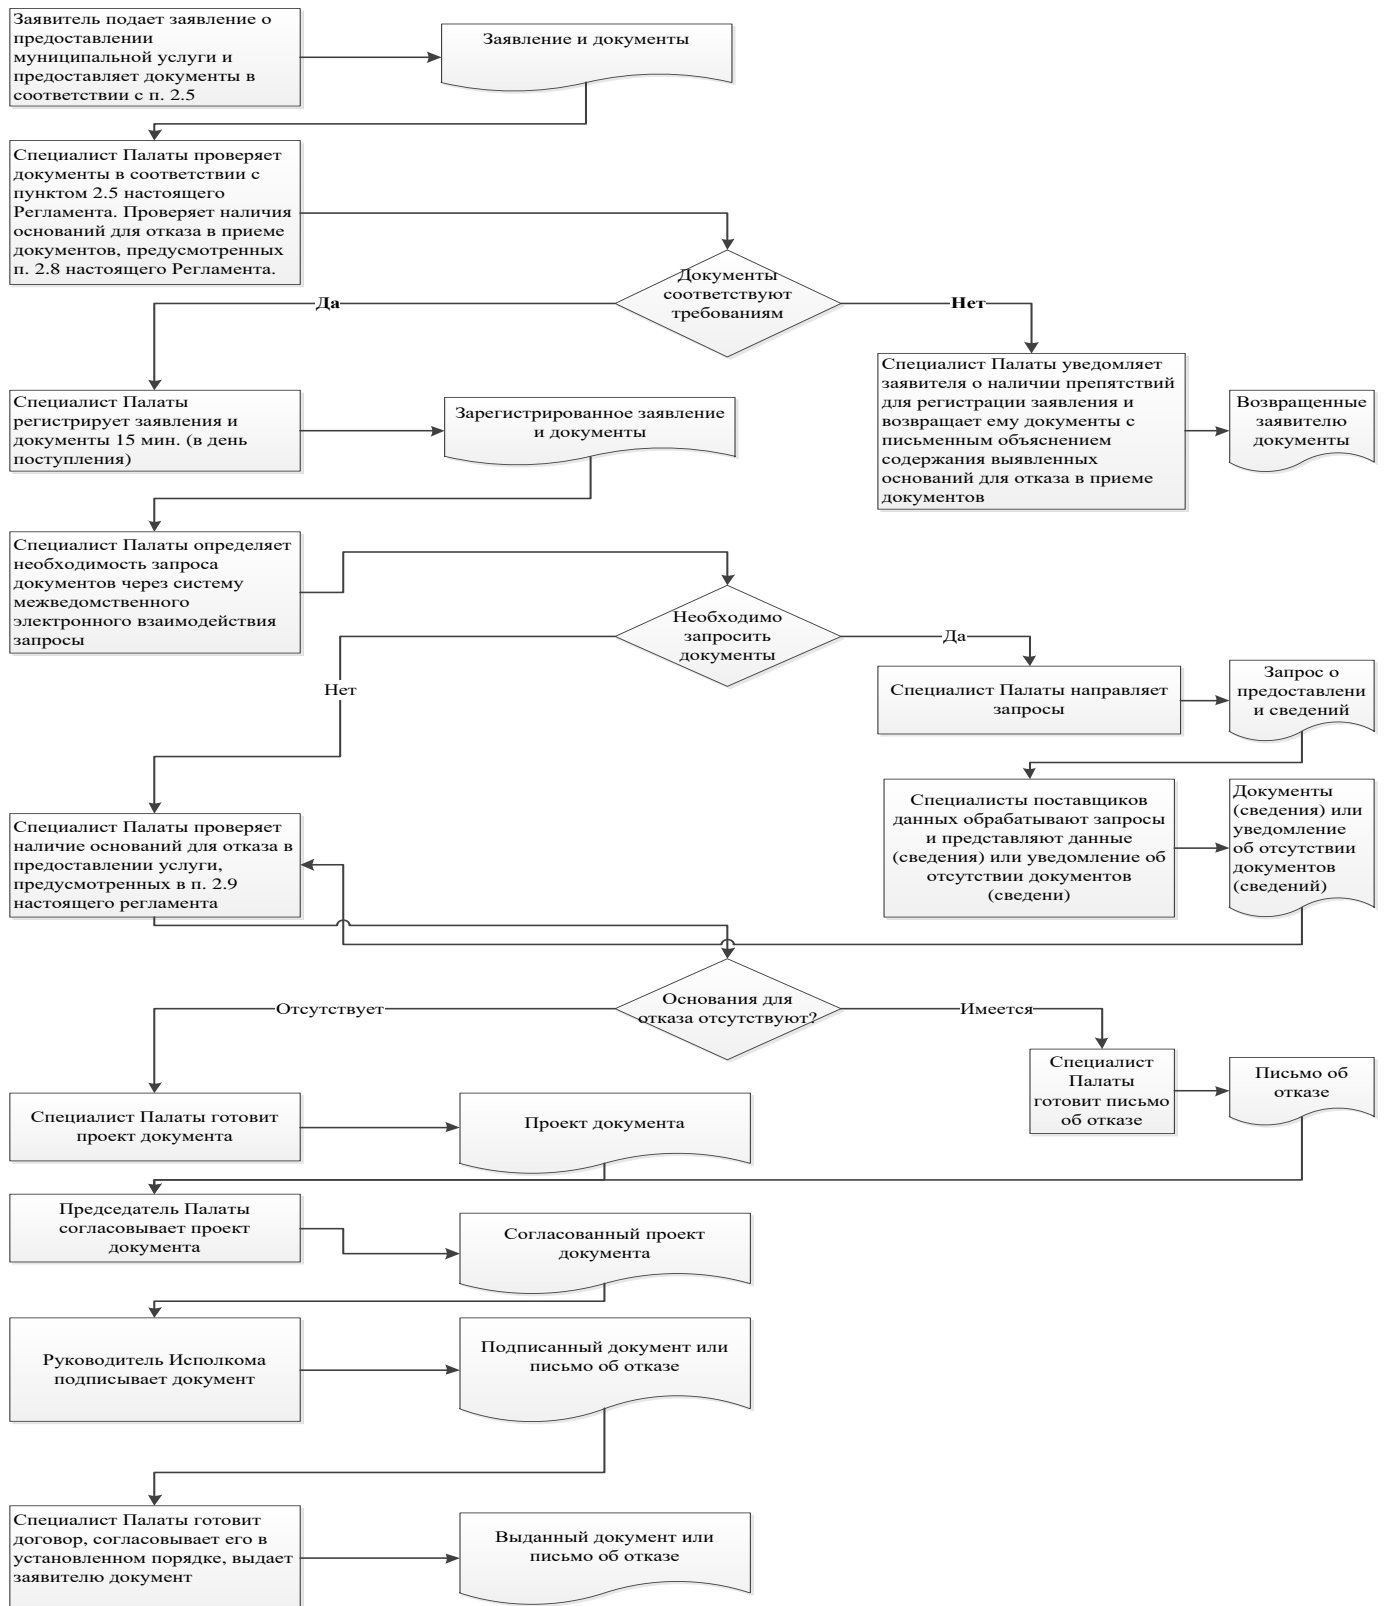 Заявитель подает заявление о
предоставлении
муниципальной услуги и
предоставляет документы в
соответствии с п. 2.5
Заявление и документы
Специалист Палаты проверяет
документы в соответствии с
пунктом 2.5 настоящего
Регламента. Проверяет наличия
оснований для отказа в приеме
документов, предусмотренных
п. 2.8 настоящего Регламента.
Документы
соответствуют
требованиям
Да
Нет
Специалист Палаты
регистрирует заявления и
документы 15 мин. (в день
поступления)
Зарегистрированное заявление
и документы
Специалист Палаты уведомляет
заявителя о наличии препятствий
для регистрации заявления и
возвращает ему документы с
письменным объяснением
содержания выявленных
оснований для отказа в приеме
документов
Возвращенные
заявителю
документы
Специалист Палаты определяет
необходимость запроса
документов через систему
межведомственного
электронного взаимодействия
запросы
Необходимо
запросить
документы
Да
Нет
Специалист Палаты направляет
запросы
Запрос о
предоставлени
и сведений
Специалисты поставщиков
данных обрабатывают запросы
и представляют данные
(сведения) или уведомление об
отсутствии документов
(сведени)
Документы
(сведения) или
уведомление
об отсутствии
документов
(сведений)
Специалист Палаты проверяет
наличие оснований для отказа в
предоставлении услуги,
предусмотренных в п. 2.9
настоящего регламента
Основания для
отказа отсутствуют?
Отсутствует
Имеется
Специалист
Палаты
готовит письмо
об отказе
Письмо об
отказе
Специалист Палаты готовит
проект документа
Проект документа
Председатель Палаты
согласовывает проект
документа
Согласованный проект
документа
Руководитель Исполкома
подписывает документ
Подписанный документ или
письмо об отказе
Специалист Палаты готовит
договор, согласовывает его в
установленном порядке, выдает
заявителю документ
Выданный документ или
письмо об отказе